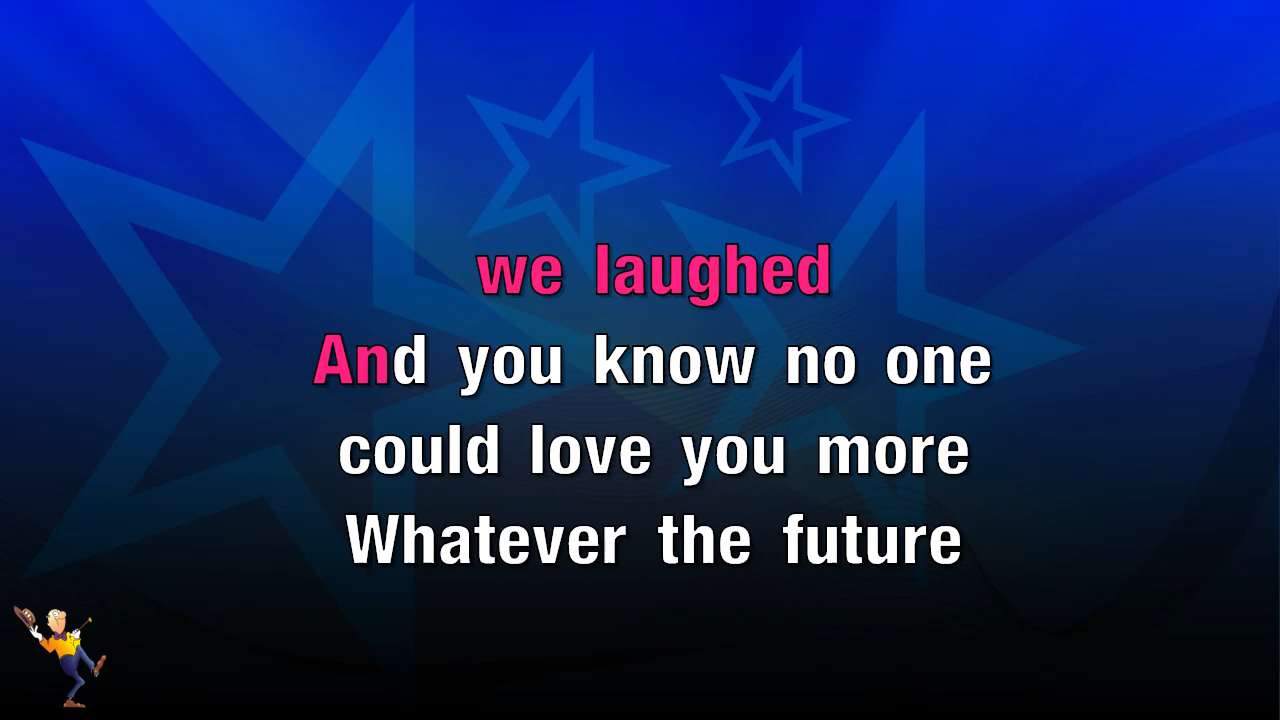 we laughed
And you know no one
could love you more
Whatever the future